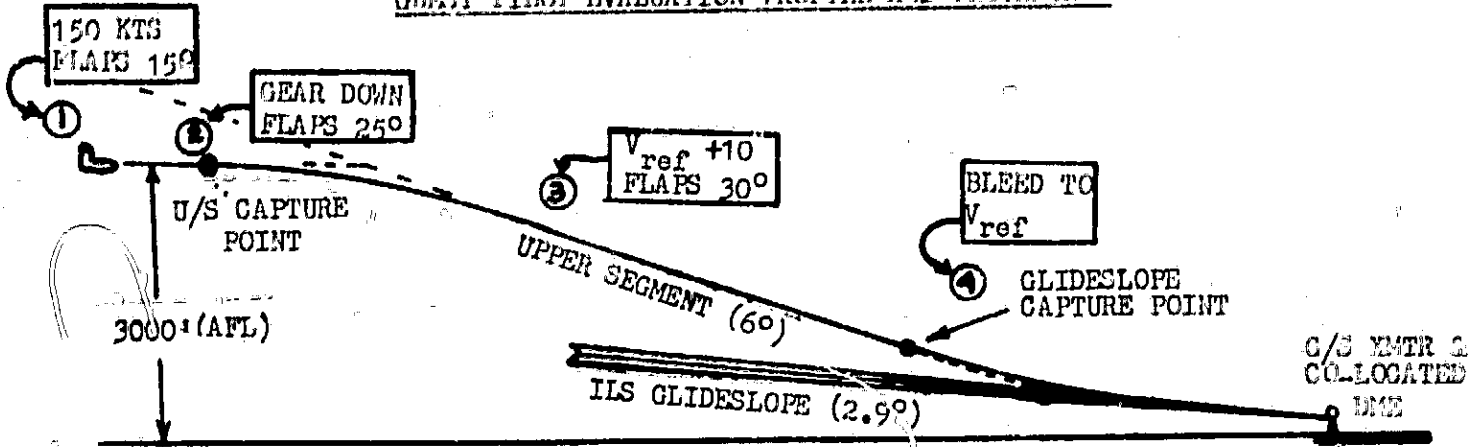 150 KTS
FLAPS 15°
1
GEAR DOWN
FLAPS 25°
2
Vref +10
FLAPS 30°
3
BLEED TO
Vref
4
U/S CAPTURE
POINT
UPPER SEGMENT (6°)
GLIDESLOPE
CAPTURE POINT
3000' (AFL)
ILS GLIDESLOPE (2.9°)
G/S XMTR &
CO-LOCATED
DME